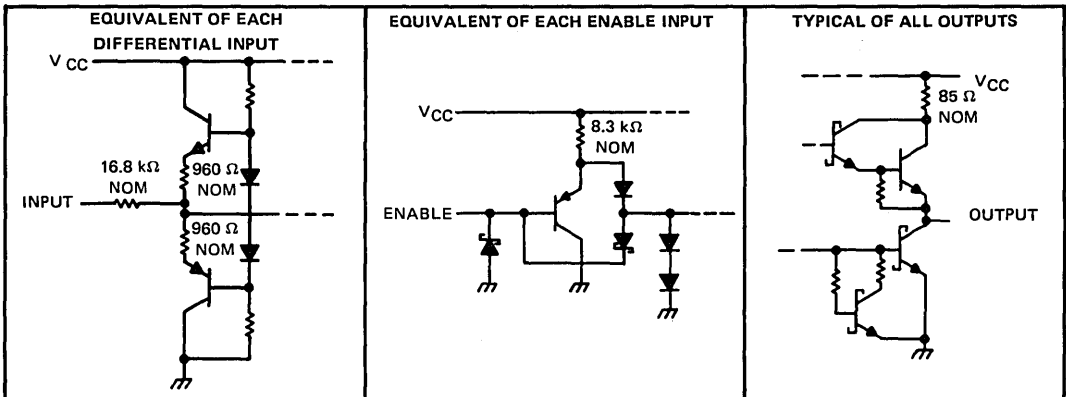 EQUIVALENT OF EACH
DIFFERENTIAL INPUT
VCC
16.8 kΩ
NOM
960 Ω
NOM
INPUT
960 Ω
NOM
EQUIVALENT OF EACH ENABLE INPUT
VCC
8.3 kΩ
NOM
ENABLE
TYPICAL OF ALL OUTPUTS
VCC
85 Ω
NOM
OUTPUT